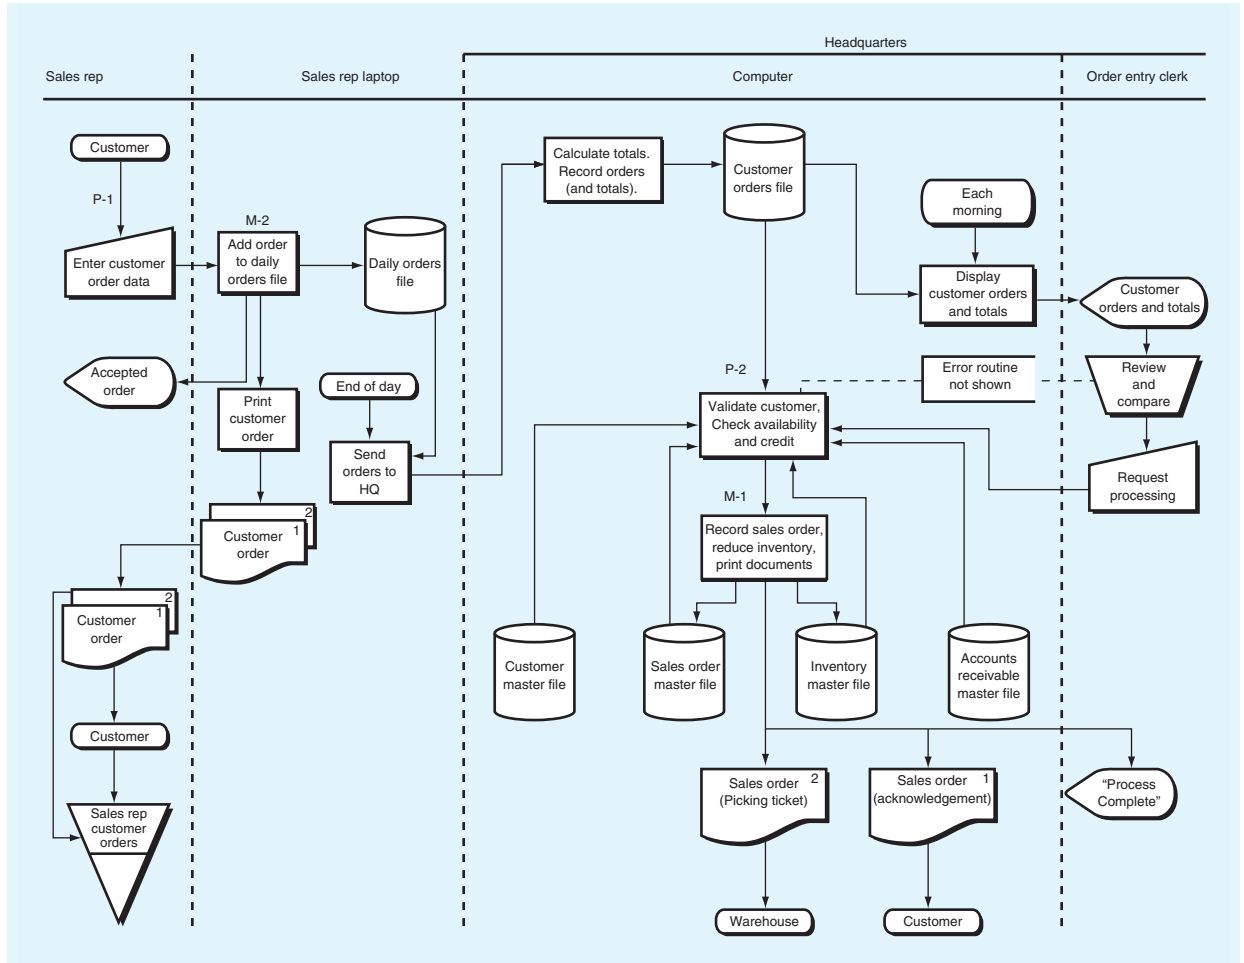 Headquarters
Sales rep
Sales rep laptop
Computer
Order entry clerk
Customer
P-1
Enter customer
order data
M-2
Add order
to daily
orders file
Daily orders
file
Accepted
order
Print
customer
order
End of day
Send
orders to
HQ
2
Customer
order
1
2
Customer
order
1
Customer
Sales rep
customer
orders
Calculate totals.
Record orders
(and totals).
Customer
orders file
Each
morning
Display
customer orders
and totals
Customer
orders and totals
P-2
Error routine
not shown
Review
and
compare
Validate customer,
Check availability
and credit
Request
processing
M-1
Record sales order,
reduce inventory,
print documents
Customer
master file
Sales order
master file
Inventory
master file
Accounts
receivable
master file
Sales order
(Picking ticket)
2
Sales order
(acknowledgement)
1
“Process
Complete”
Warehouse
Customer